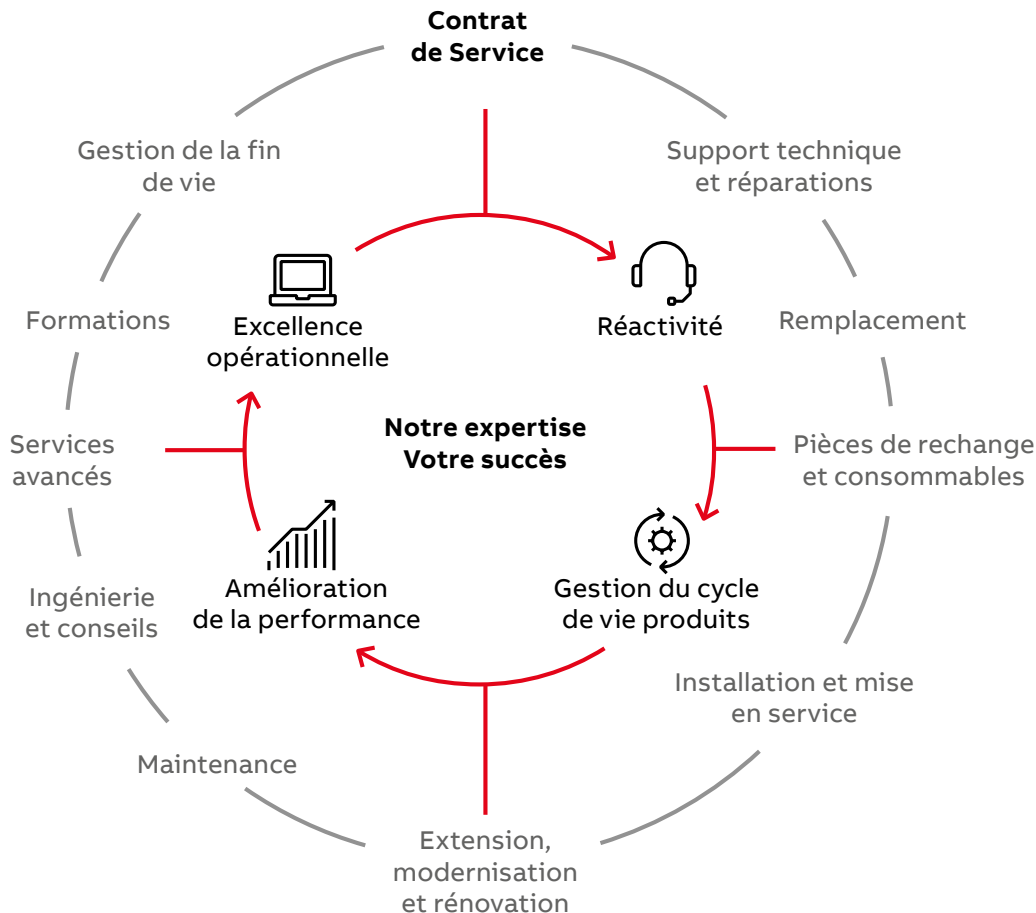 Contrat
de Service
Support technique
et réparations
Remplacement
Pièces de rechange
et consommables
Installation et mise
en service
Extension,
modernisation
et rénovation
Maintenance
Ingénierie
et conseils
Services
avancés
Formations
Gestion de la fin
de vie
Excellence
opérationnelle
Réactivité
Notre expertise
Votre succès
Gestion du cycle
de vie produits
Amélioration
de la performance